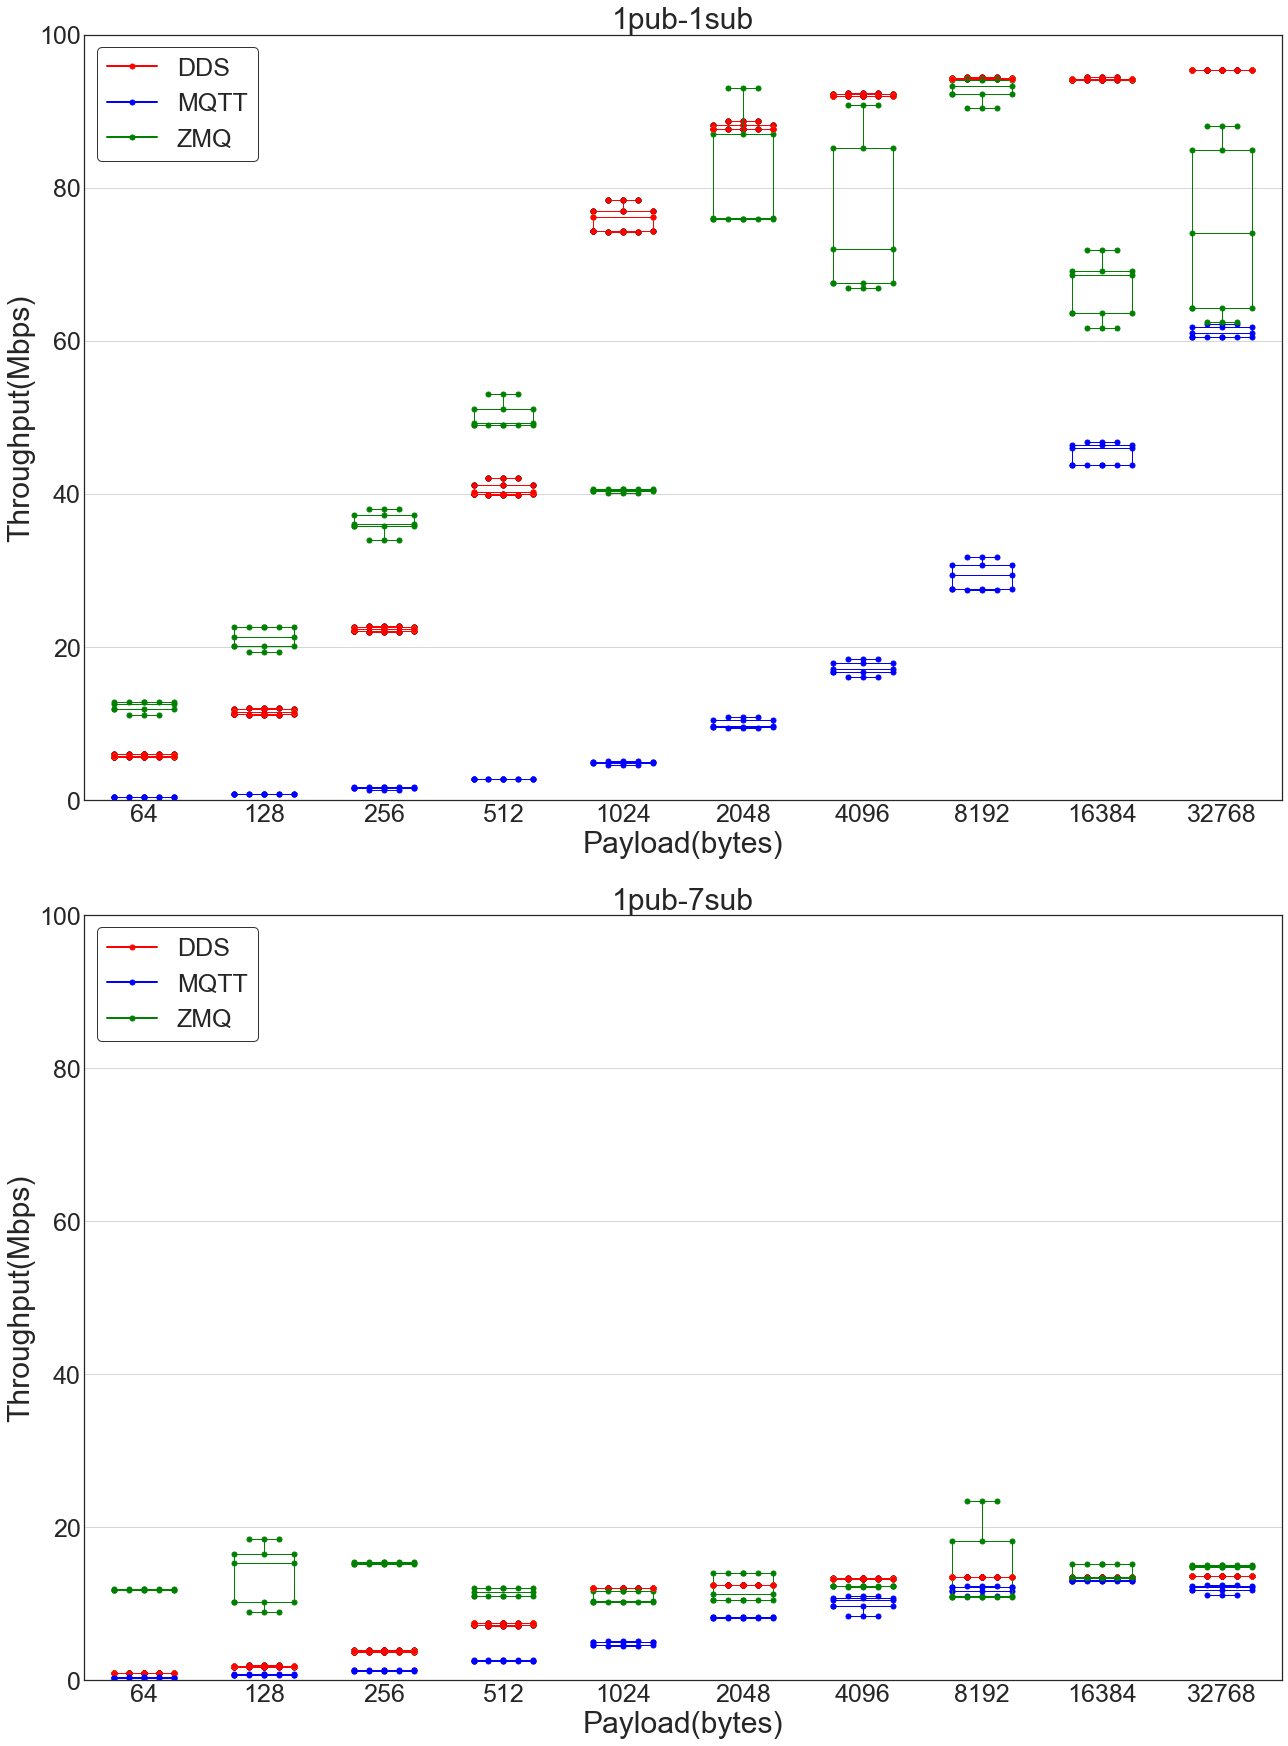 1pub-1sub
100
80
60
40
20
0
Throughput(Mbps)
DDS
MQTT
ZMQ
64 128 256 512 1024 2048 4096 8192 16384 32768
Payload(bytes)
1pub-7sub
100
80
60
40
20
0
Throughput(Mbps)
DDS
MQTT
ZMQ
64 128 256 512 1024 2048 4096 8192 16384 32768
Payload(bytes)